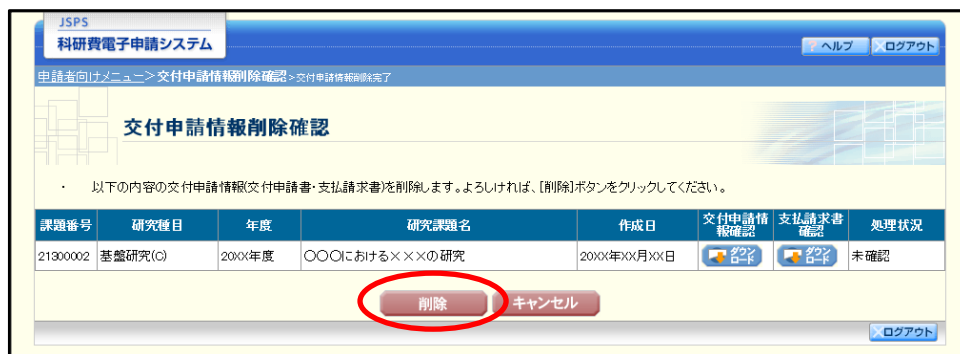 JSPS
科研費電子申請システム
? ヘルプ ×ログアウト
申請者向けメニュー>交付申請情報削除確認>交付申請情報削除完了
交付申請情報削除確認
・ 以下の内容の交付申請情報(交付申請書・支払請求書)を削除します。よろしければ、[削除]ボタンをクリックしてください。
課題番号 研究種目 年度 研究課題名 作成日 交付申請情報確認 支払請求書確認 処理状況
21300002 基盤研究(C) 20XX年度 〇〇〇における×××の研究 20XX年XX月XX日 ダウンロード ダウンロード 未確認
削除 キャンセル
×ログアウト